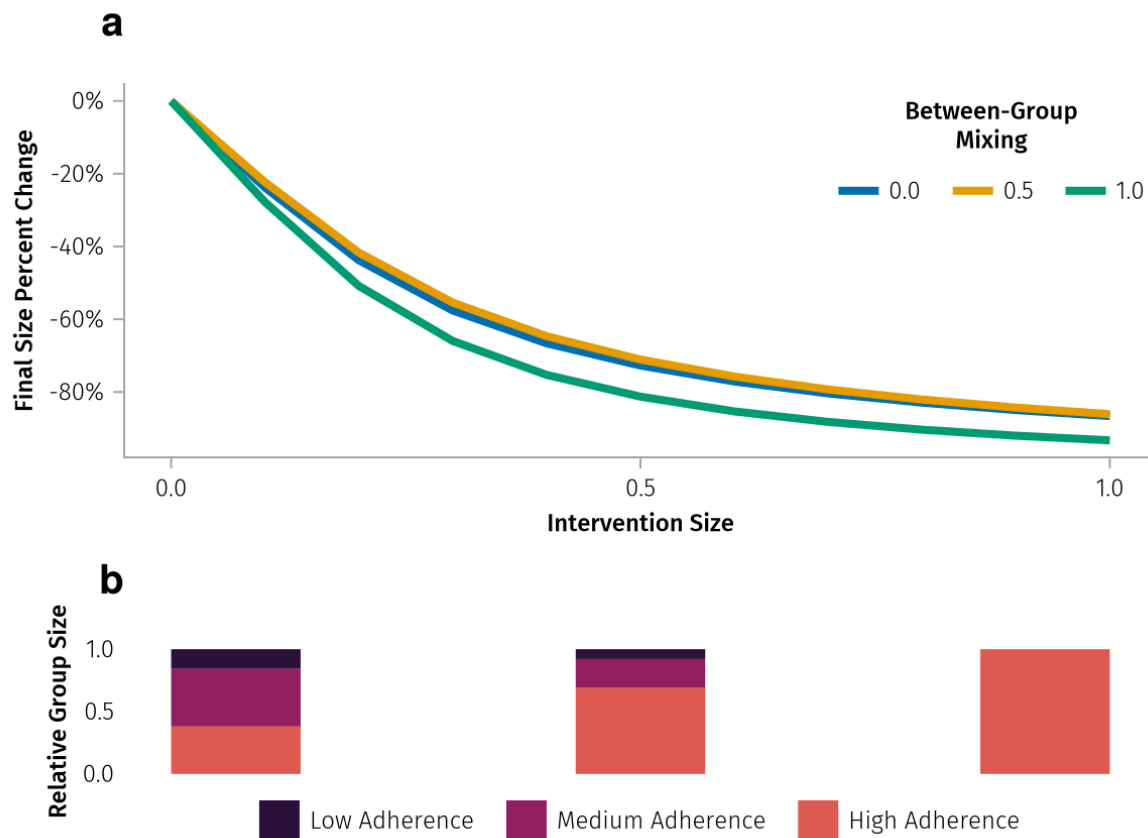 a
Final Size Percent Change
0%
-20%
-40%
-60%
-80%
Between-Group
Mixing
0.0 0.5 1.0
0.0 0.5 1.0
Intervention Size
b
Relative Group Size
1.0
0.5
0.0
Low Adherence Medium Adherence High Adherence